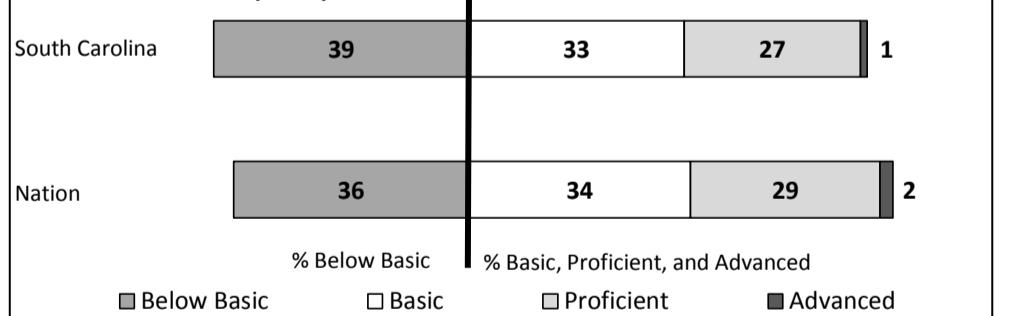 South Carolina 39 33 27 1
Nation 36 34 29 2
% Below Basic % Basic, Proficient, and Advanced
Below Basic Basic Proficient Advanced